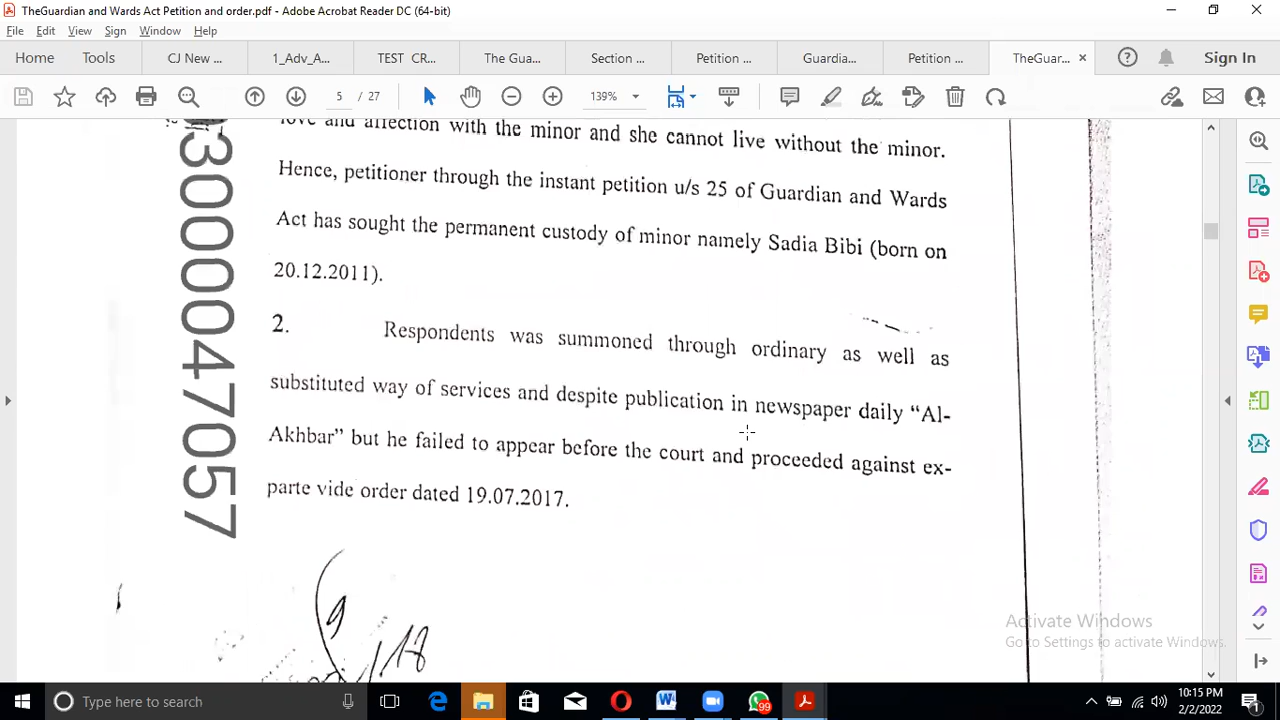 TheGuardian and Wards Act Petition and order.pdf - Adobe Acrobat Reader DC (64-bit)
File Edit View Sign Window Help
Home Tools CJ New ... 1_Adv_A... TEST CR... The Gua... Section ... Petition ... Guardia... Petition ... TheGuar... Sign In
5 / 27 139%
love and affection with the minor and she cannot live without the minor.
Hence, petitioner through the instant petition u/s 25 of Guardian and Wards
Act has sought the permanent custody of minor namely Sadia Bibi (born on
20.12.2011).
2. Respondents was summoned through ordinary as well as
substituted way of services and despite publication in newspaper daily “Al-
Akhbar” but he failed to appear before the court and proceeded against ex-
parte vide order dated 19.07.2017.
3000047057
Activate Windows
Go to Settings to activate Windows.
Type here to search
99
10:15 PM
2/2/2022
1